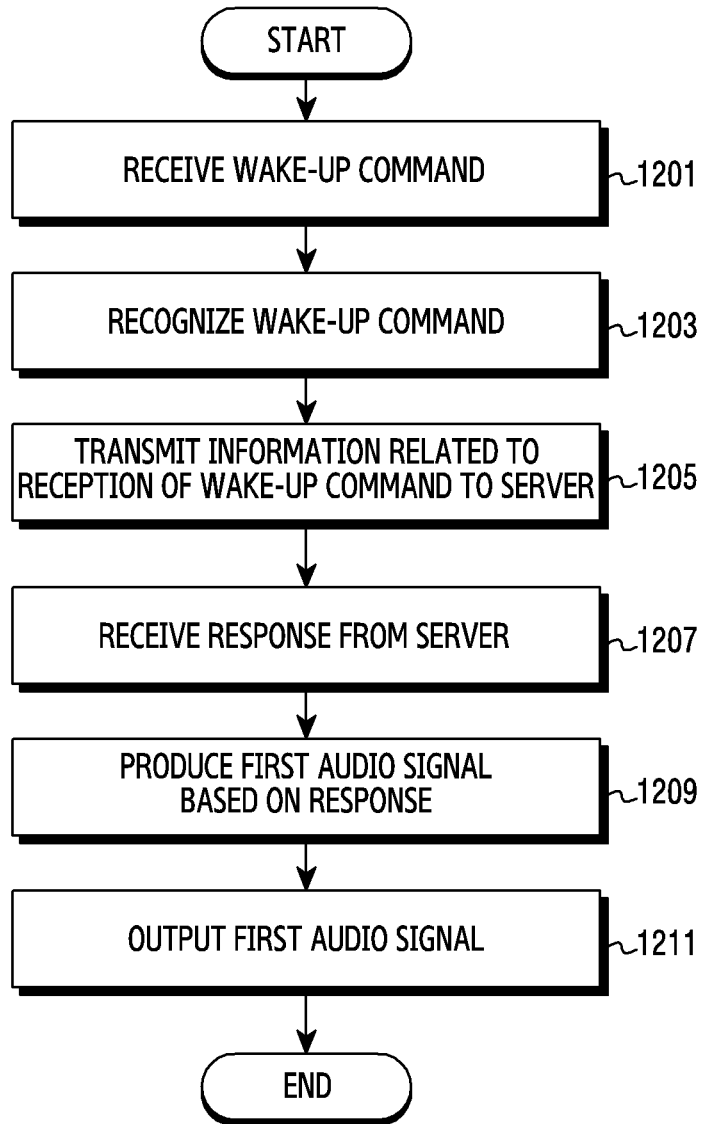 START
RECEIVE WAKE-UP COMMAND
1201
RECOGNIZE WAKE-UP COMMAND
1203
TRANSMIT INFORMATION RELATED TO
RECEPTION OF WAKE-UP COMMAND TO SERVER
1205
RECEIVE RESPONSE FROM SERVER
1207
PRODUCE FIRST AUDIO SIGNAL
BASED ON RESPONSE
1209
OUTPUT FIRST AUDIO SIGNAL
1211
END